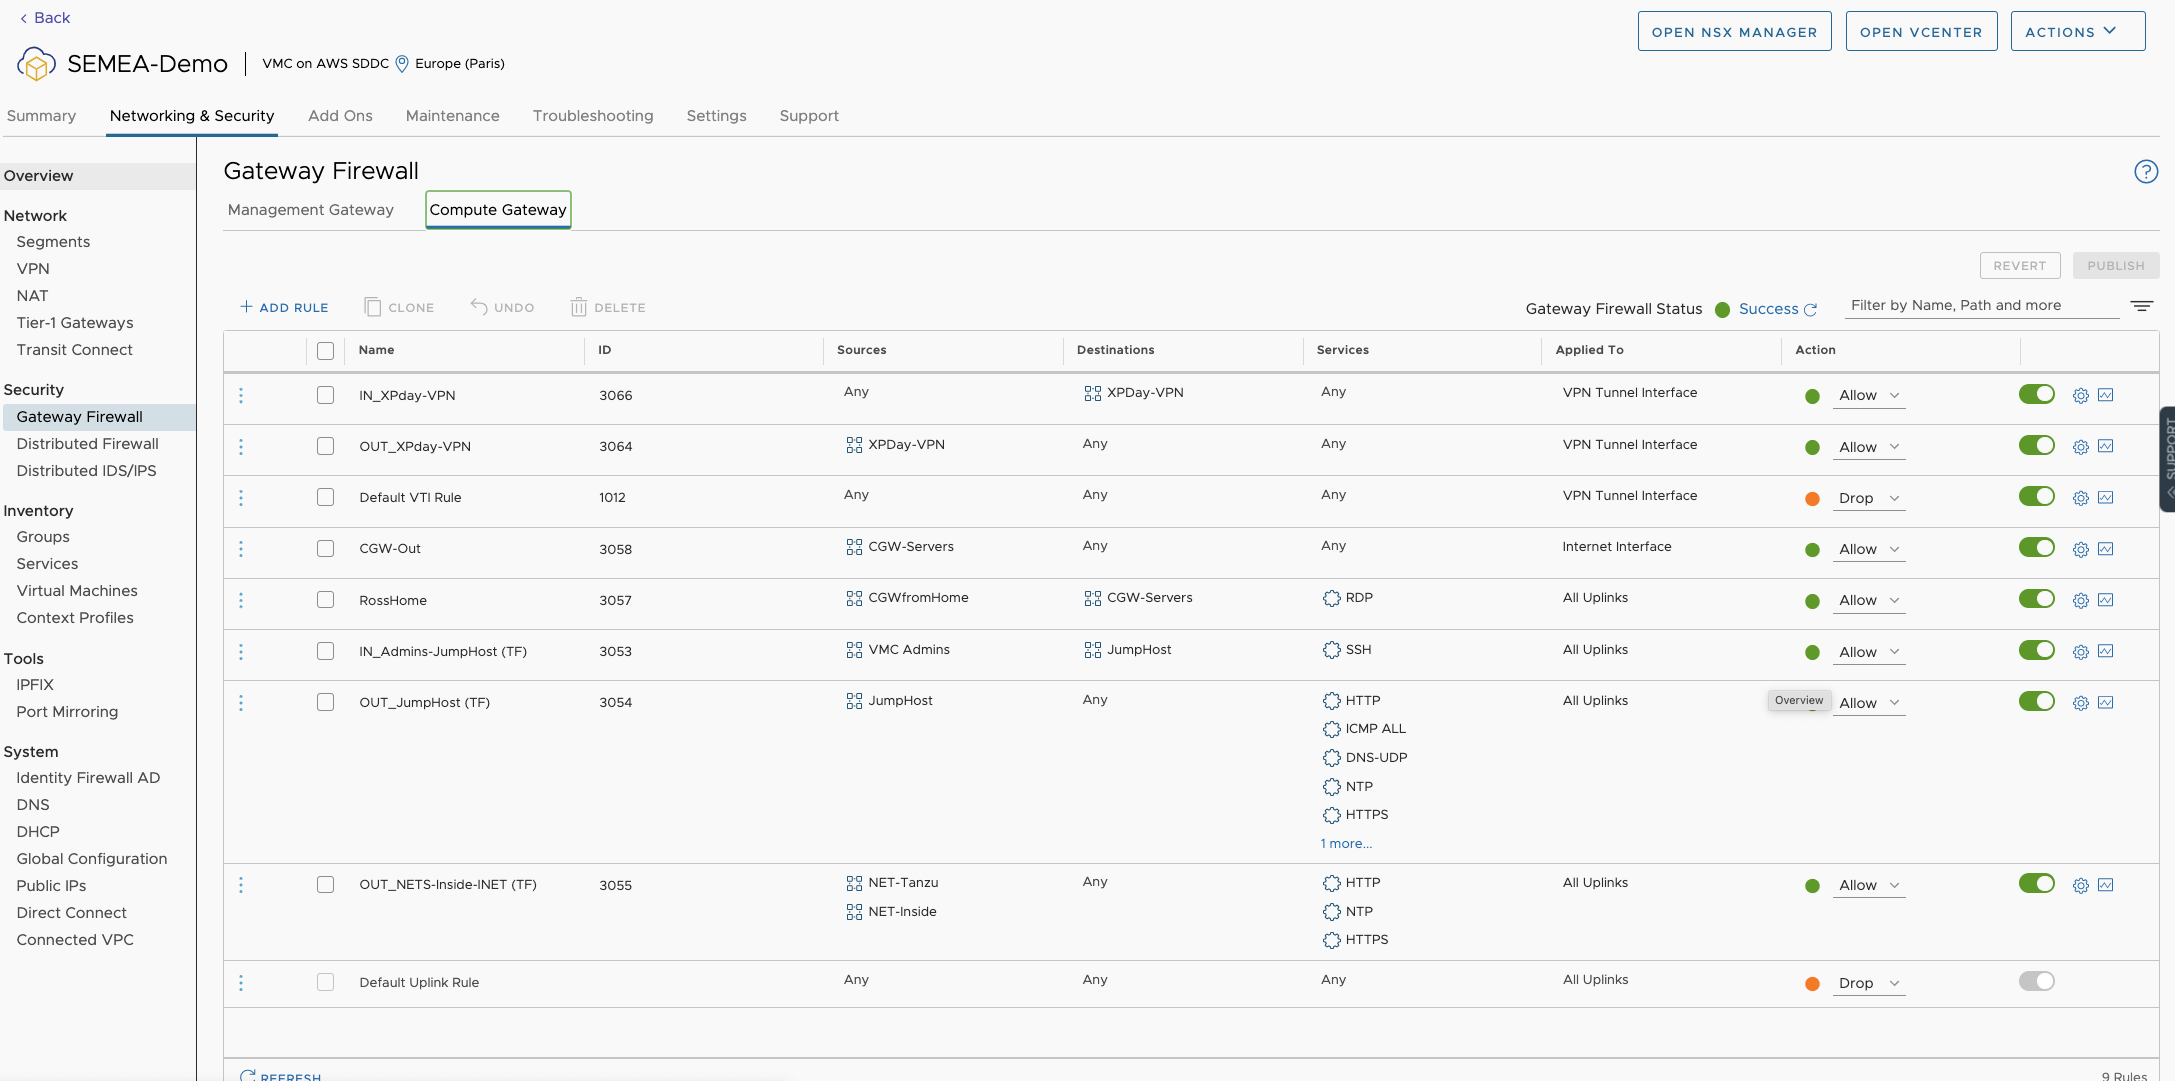 Back
OPEN NSX MANAGER OPEN VCENTER ACTIONS
SEMEA-Demo VMC on AWS SDDC Europe (Paris)
Summary Networking & Security Add Ons Maintenance Troubleshooting Settings Support
Overview
Network
Segments
VPN
NAT
Tier-1 Gateways
Transit Connect
Security
Gateway Firewall
Distributed Firewall
Distributed IDS/IPS
Inventory
Groups
Services
Virtual Machines
Context Profiles
Tools
IPFIX
Port Mirroring
System
Identity Firewall AD
DNS
DHCP
Global Configuration
Public IPs
Direct Connect
Connected VPC
Gateway Firewall
Management Gateway Compute Gateway
REVERT PUBLISH
ADD RULE CLONE UNDO DELETE Gateway Firewall Status Success Filter by Name, Path and more
Name ID Sources Destinations Services Applied To Action
IN_XPday-VPN 3066 Any XPDay-VPN Any VPN Tunnel Interface Allow
OUT_XPday-VPN 3064 XPDay-VPN Any Any VPN Tunnel Interface Allow
Default VTI Rule 1012 Any Any Any VPN Tunnel Interface Drop
CGW-Out 3058 CGW-Servers Any Any Internet Interface Allow
RossHome 3057 CGWfromHome CGW-Servers RDP All Uplinks Allow
IN_Admins-JumpHost (TF) 3053 VMC Admins JumpHost SSH All Uplinks Allow
OUT_JumpHost (TF) 3054 JumpHost Any HTTP All Uplinks Overview Allow
ICMP ALL
DNS-UDP
NTP
HTTPS
1 more...
OUT_NETS-Inside-INET (TF) 3055 NET-Tanzu Any HTTP All Uplinks Allow
NET-Inside NTP
HTTPS
Default Uplink Rule Any Any Any All Uplinks Drop
REFRESH 9 Rules
SUPPORT